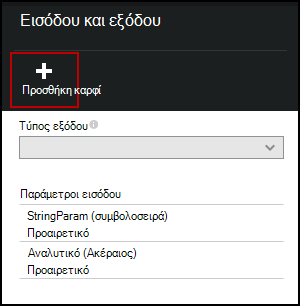 Εισόδου και εξόδου
Προσθήκη καρφί
Τύπος εξόδου
Παράμετροι εισόδου
StringParam (συμβολοσειρά)
Προαιρετικό
Αναλυτικό (Ακέραιος)
Προαιρετικό